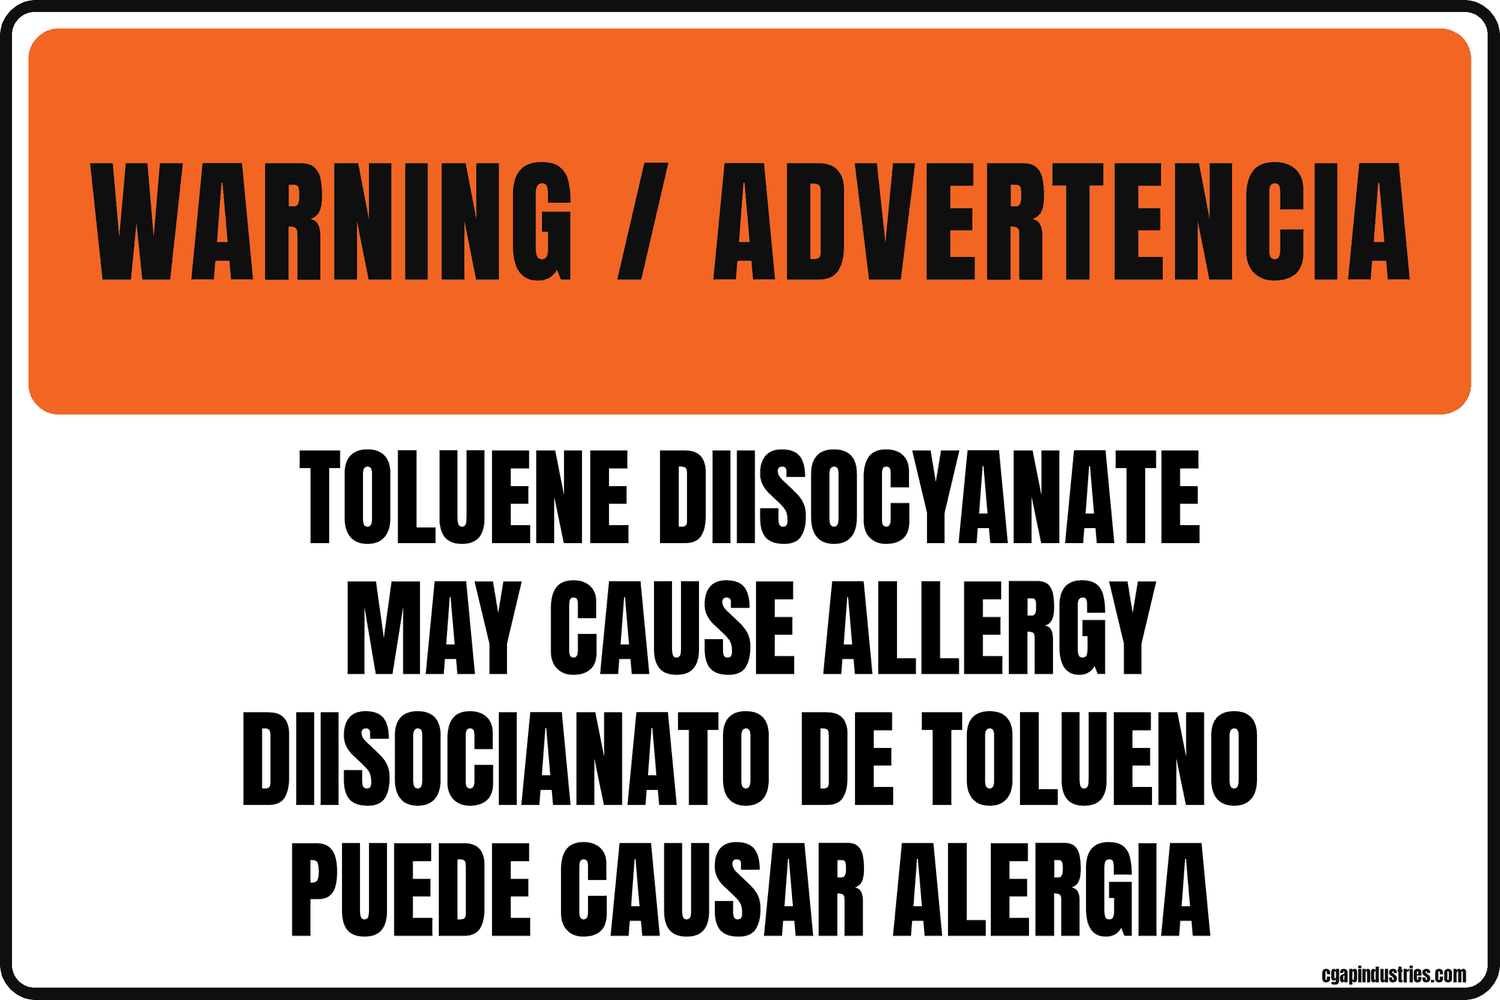 WARNING / ADVERTENCIA
TOLUENE DIISOCYANATE
MAY CAUSE ALLERGY
DIISOCIANATO DE TOLUENO
PUEDE CAUSAR ALERGIA
cgapindustries.com